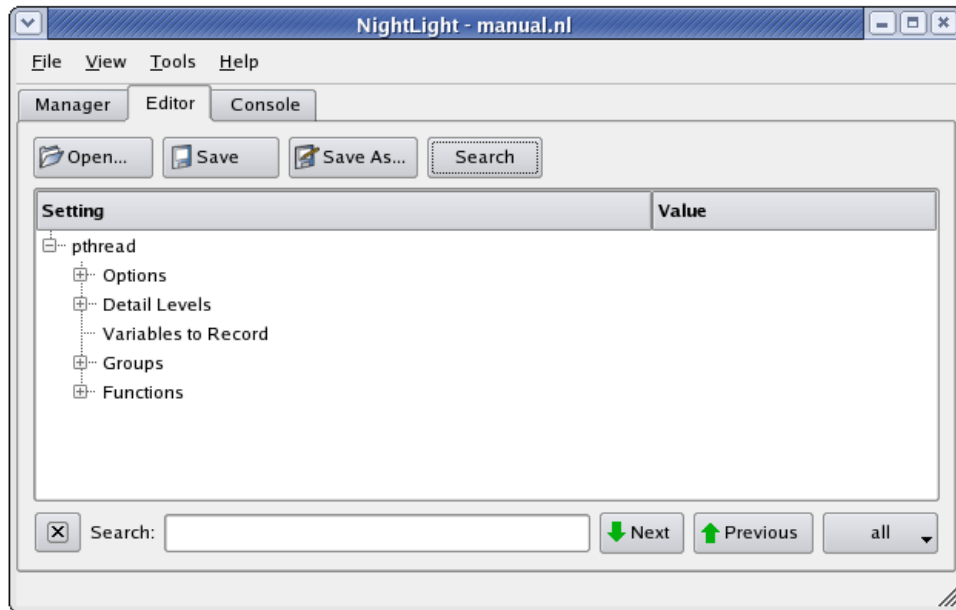 NightLight - manual.nl
File View Tools Help
Manager Editor Console
Open... Save Save As... Search
Setting Value
pthread
Options
Detail Levels
Variables to Record
Groups
Functions
Search: Next Previous all